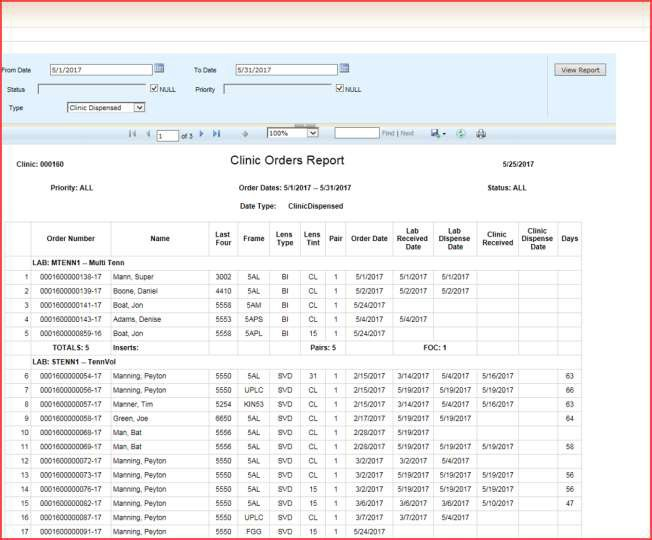 From Date 5/1/2017 To Date 5/31/2017 View Report
Status NULL Priority NULL
Type Clinic Dispensed
1 of 3 100% Find | Next
Clinic: 000160 Clinic Orders Report 5/25/2017
Priority: ALL Order Dates: 5/1/2017 -- 5/31/2017 Status: ALL
Date Type: ClinicDispensed
Order Number Name Last Four Frame Lens Type Lens Tint Pair Order Date Lab Received Date Lab Dispense Date Clinic Received Clinic Dispense Date Days
LAB: MTENN1 -- Multi Tenn
1 0001600000138-17 Mann, Super 3002 5AL BI CL 1 5/1/2017 5/1/2017 5/1/2017
2 0001600000139-17 Boone, Daniel 4410 5AL BI CL 1 5/2/2017 5/2/2017 5/2/2017
3 0001600000141-17 Boat, Jon 5558 5AM BI CL 1 5/24/2017
4 0001600000143-17 Adams, Denise 5553 5APS BI CL 1 5/4/2017 5/4/2017
5 0001600000859-16 Boat, Jon 5558 5APL BI 15 1 5/24/2017
TOTALS: 5 Inserts: Pairs: 5 FOC: 1
LAB: STENN1 -- TennVol
6 0001600000054-17 Manning, Peyton 5550 5AL SVD 31 1 2/15/2017 3/14/2017 5/4/2017 5/16/2017 63
7 0001600000056-17 Manning, Peyton 5550 UPLC SVD CL 1 2/15/2017 5/19/2017 5/19/2017 5/19/2017 66
8 0001600000057-17 Manner, Tim 5254 KIN53 SVD CL 1 2/15/2017 3/14/2017 5/4/2017 5/16/2017 63
9 0001600000058-17 Green, Joe 6650 5AL SVD CL 1 2/17/2017 5/19/2017 5/19/2017 64
10 0001600000068-17 Man, Bat 5556 5AL SVD CL 1 2/28/2017 5/19/2017
11 0001600000069-17 Man, Bat 5556 5AL SVD CL 1 2/28/2017 5/19/2017 5/19/2017 5/19/2017 58
12 0001600000072-17 Manning, Peyton 5550 5AL SVD CL 1 3/2/2017 3/2/2017 5/4/2017
13 0001600000073-17 Manning, Peyton 5550 5AL SVD CL 1 3/2/2017 5/19/2017 5/19/2017 5/19/2017 56
14 0001600000076-17 Manning, Peyton 5550 5AL SVD 15 1 3/2/2017 5/19/2017 5/19/2017 5/19/2017 56
15 0001600000082-17 Manning, Peyton 5550 5AL SVD 15 1 3/6/2017 3/6/2017 3/6/2017 5/10/2017 47
16 0001600000087-17 Manning, Peyton 5550 UPLC SVD CL 1 3/7/2017 3/7/2017 5/4/2017
17 0001600000091-17 Manning, Peyton 5550 FGG SVD 15 1 5/24/2017